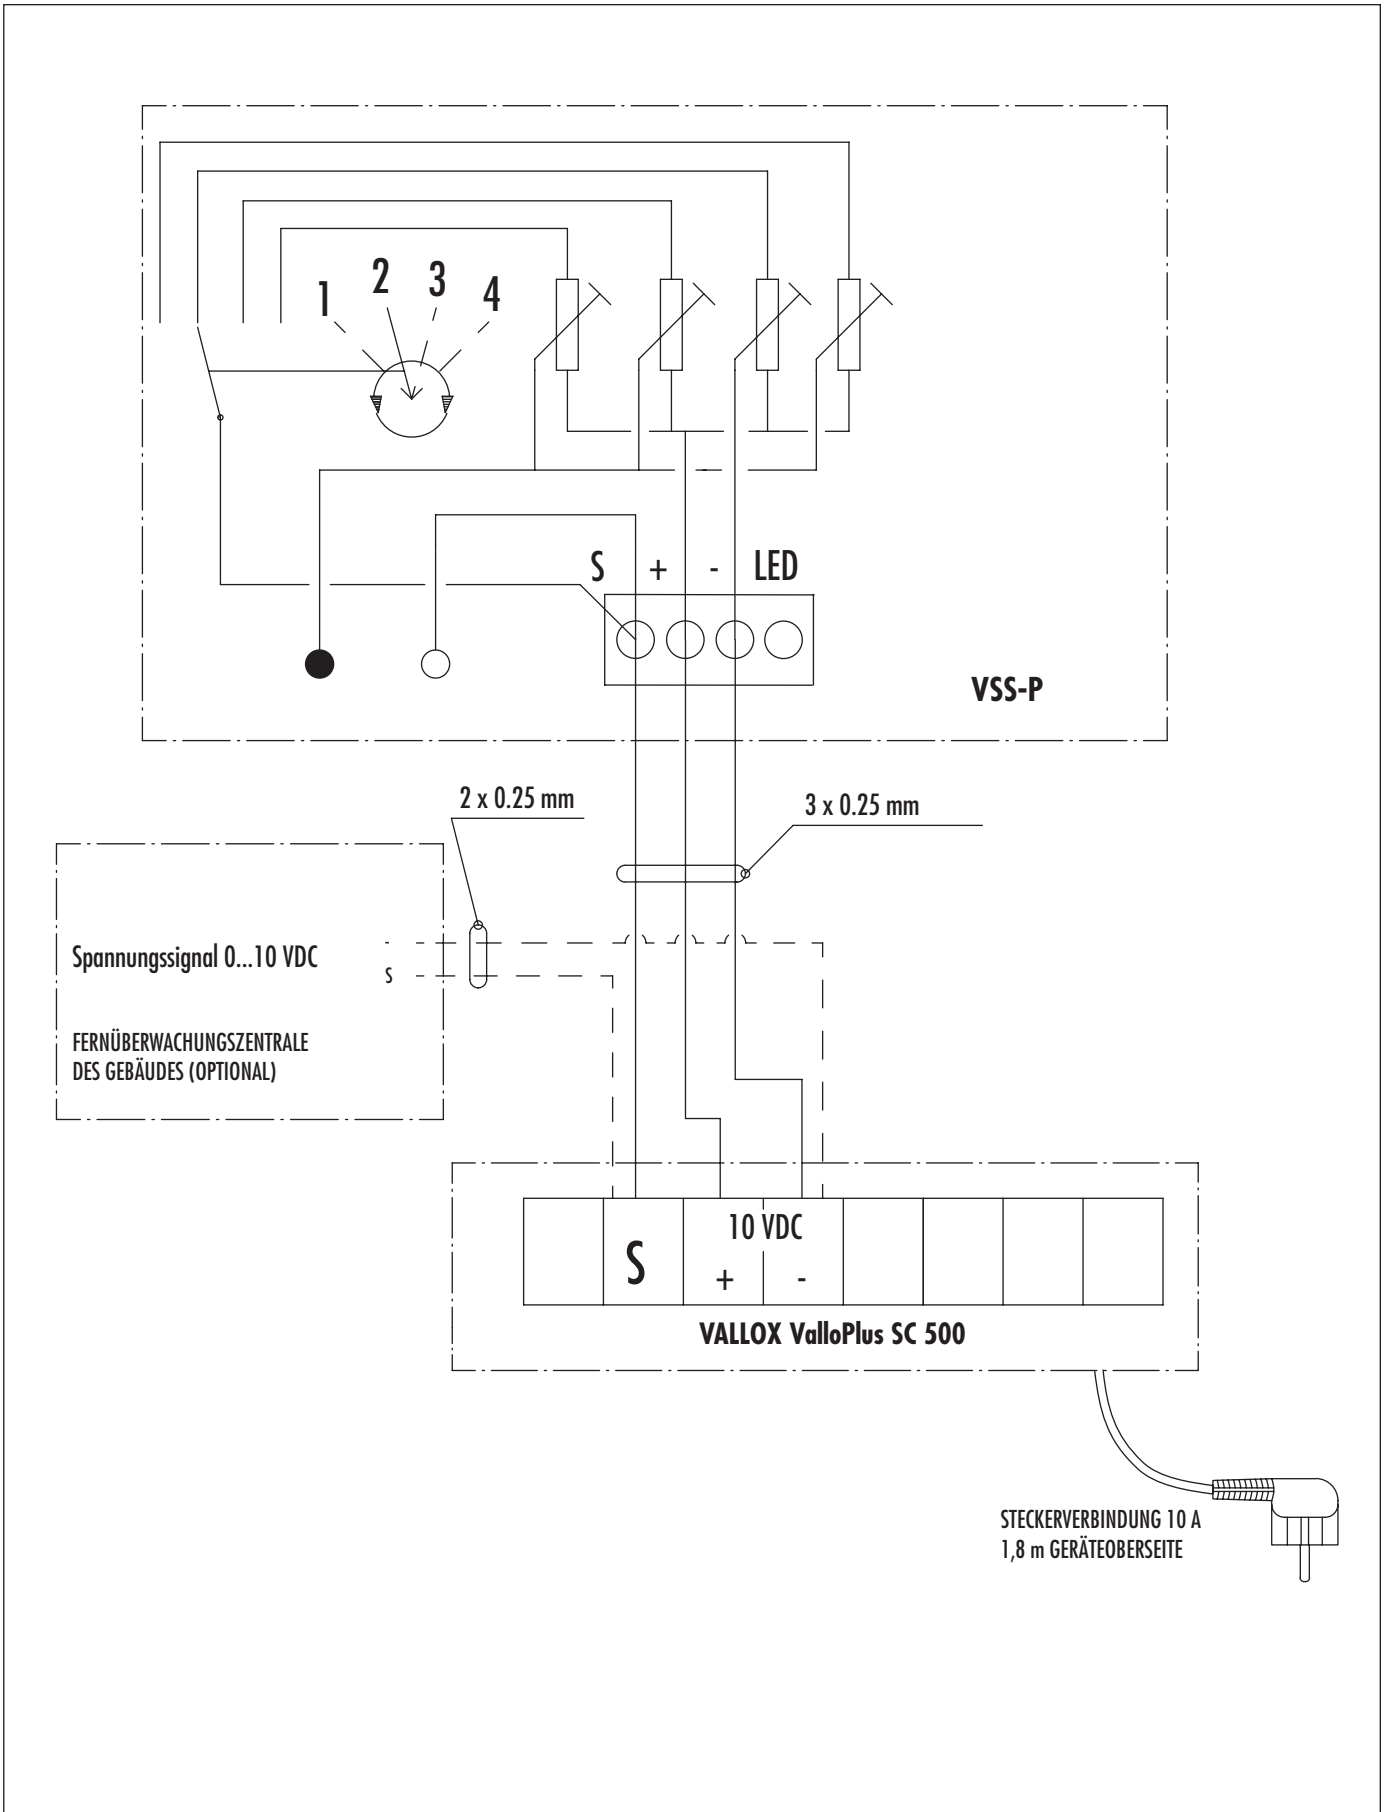 1 2 3 4
S + - LED
VSS-P
2 x 0.25 mm
3 x 0.25 mm
Spannungssignal 0...10 VDC
-
S
FERNÜBERWACHUNGSZENTRALE
DES GEBÄUDES (OPTIONAL)
10 VDC
S + -
VALLOX ValloPlus SC 500
STECKERVERBINDUNG 10 A
1,8 m GERÄTEOBERSEITE